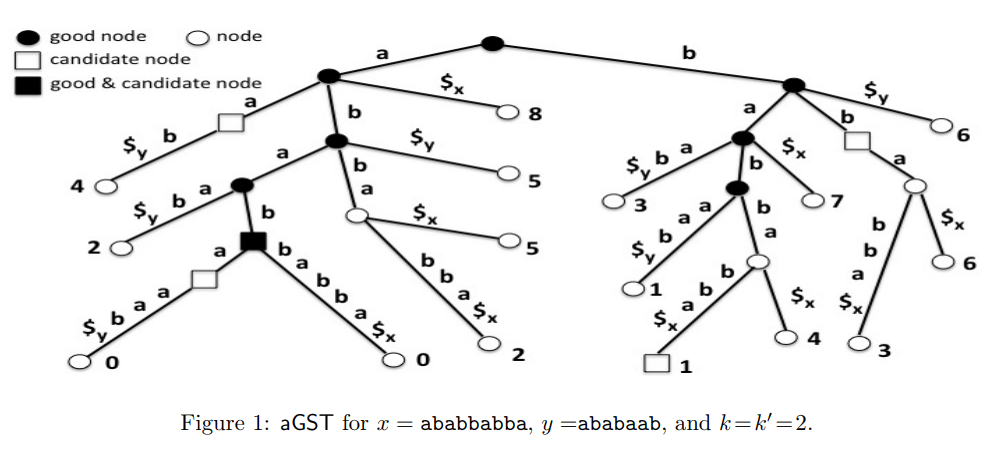 good node node
candidate node
good & candidate node
a b
a $x $y
b 8 a b 6
$y b b $y
a b 5 $y b a b $x a
4 a 3 7
$y b a b $x a b
2 5 $y b a a b a b $x
a b a b b a $x 1 b 6
$y b a a b b a $x 2 $x a b b $x 4 $x a b b
0 0 1 3
Figure 1: aGST for x = ababbabba, y =ababaab, and k=k′=2.